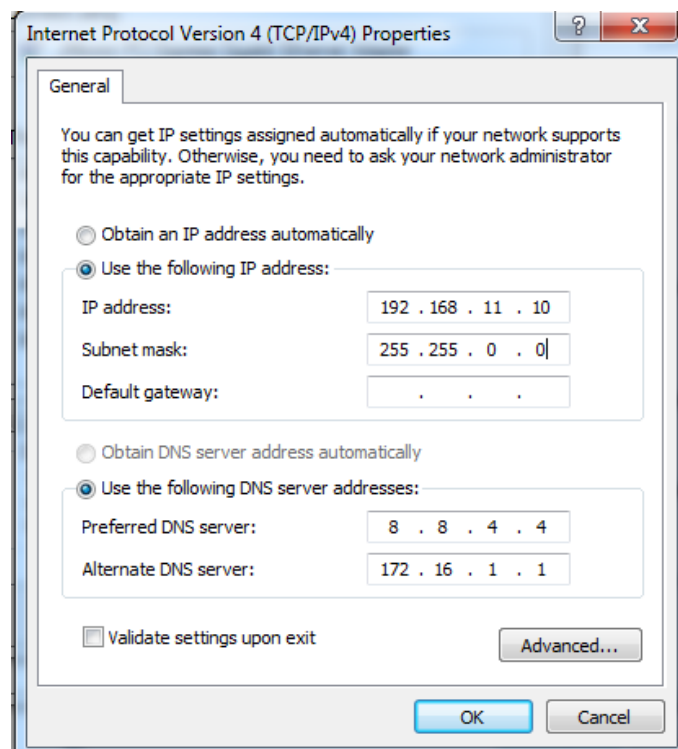 Internet Protocol Version 4 (TCP/IPv4) Properties
General
You can get IP settings assigned automatically if your network supports
this capability. Otherwise, you need to ask your network administrator
for the appropriate IP settings.
Obtain an IP address automatically
Use the following IP address:
IP address: 192 . 168 . 11 . 10
Subnet mask: 255 . 255 . 0 . 0
Default gateway: . . .
Obtain DNS server address automatically
Use the following DNS server addresses:
Preferred DNS server: 8 . 8 . 4 . 4
Alternate DNS server: 172 . 16 . 1 . 1
Validate settings upon exit
Advanced...
OK Cancel